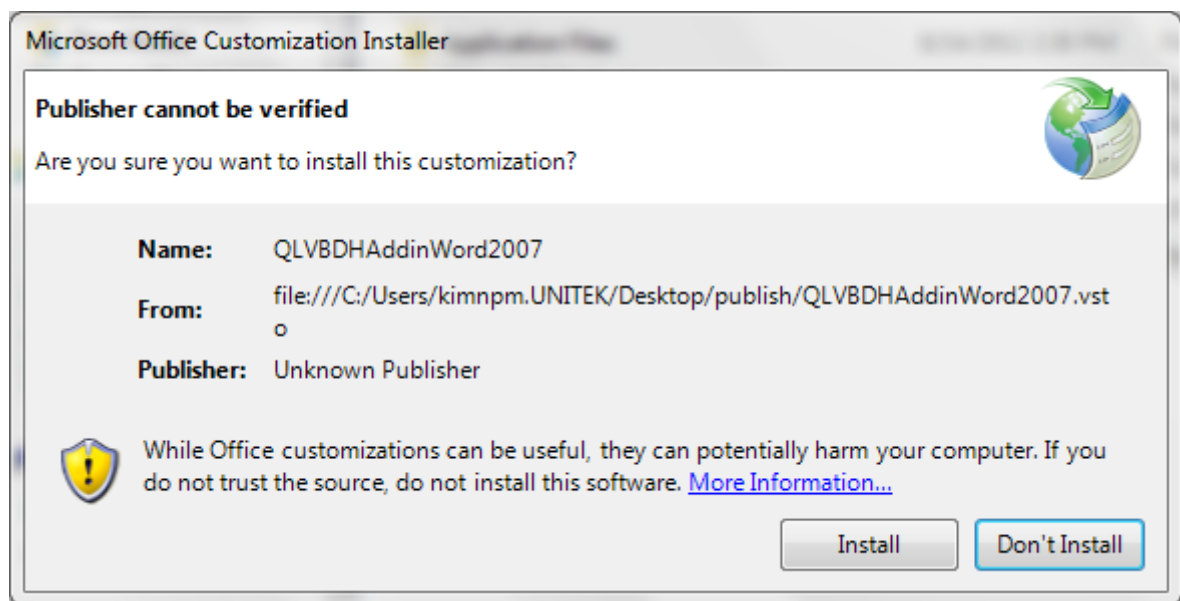 Microsoft Office Customization Installer
Publisher cannot be verified
Are you sure you want to install this customization?
Name: QLVBDHAddinWord2007
From: file:///C:/Users/kimnpm.UNITEK/Desktop/publish/QLVBDHAddinWord2007.vst
o
Publisher: Unknown Publisher
While Office customizations can be useful, they can potentially harm your computer. If you
do not trust the source, do not install this software. More Information...
Install Don't Install